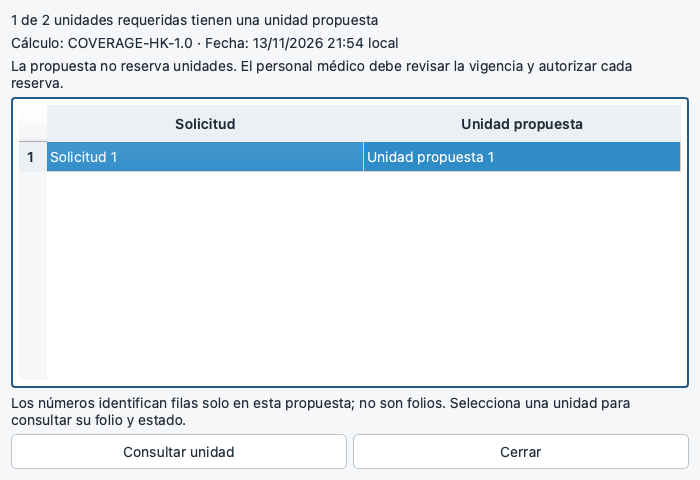 1 de 2 unidades requeridas tienen una unidad propuesta
Cálculo: COVERAGE-HK-1.0 · Fecha: 13/11/2026 21:54 local
La propuesta no reserva unidades. El personal médico debe revisar la vigencia y autorizar cada
reserva.
Solicitud Unidad propuesta
1 Solicitud 1 Unidad propuesta 1
Los números identifican filas solo en esta propuesta; no son folios. Selecciona una unidad para
consultar su folio y estado.
Consultar unidad Cerrar